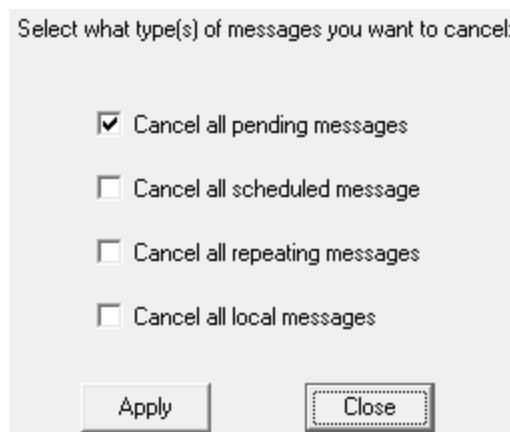 Select what type(s) of messages you want to cancel:
Cancel all pending messages
Cancel all scheduled message
Cancel all repeating messages
Cancel all local messages
Apply Close